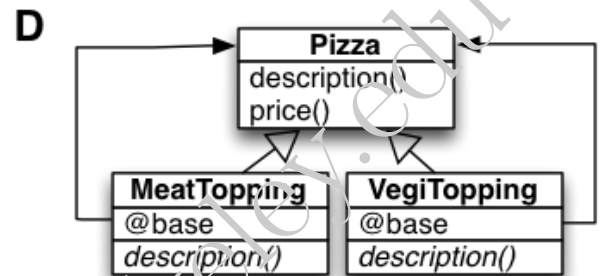 D
Pizza
description()
price()
MeatTopping
@base
description()
VegiTopping
@base
description()